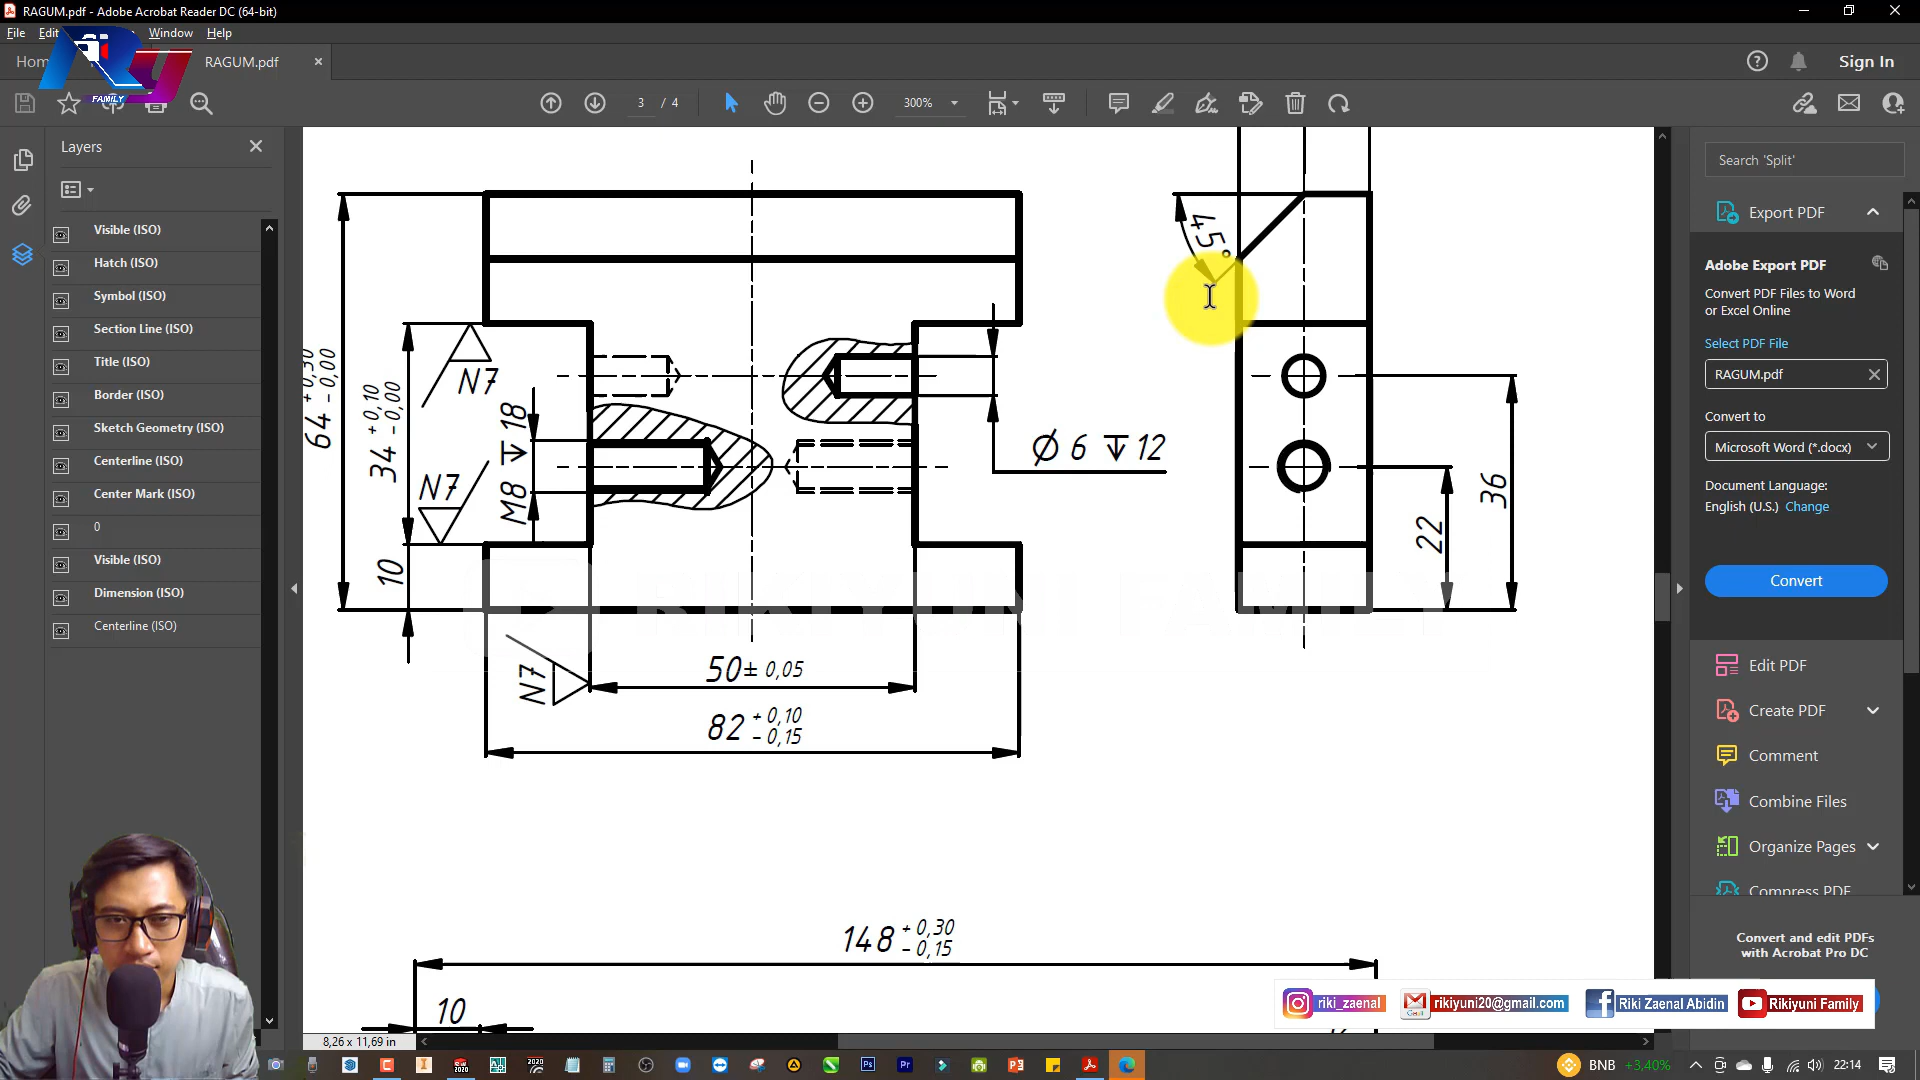 RAGUM.pdf - Adobe Acrobat Reader DC (64-bit)
File Edit Window Help
Hom RAGUM.pdf Sign In
FAMILY
3 / 4 300%
Layers
Visible (ISO)
Hatch (ISO)
Symbol (ISO)
Section Line (ISO)
Title (ISO)
Border (ISO)
Sketch Geometry (ISO)
Centerline (ISO)
Center Mark (ISO)
0
Visible (ISO)
Dimension (ISO)
Centerline (ISO)
64 +0,30 -0,00
34 +0,10 -0,00
10
N7
N7
M8 ↧ 18
N7
50± 0,05
82 +0,10 -0,15
Ø 6 ↧ 12
45°
22
36
RIKIYUNI FAMILY
148 +0,30 -0,15
10
8,26 x 11,69 in
Search 'Split'
Export PDF
Adobe Export PDF
Convert PDF Files to Word
or Excel Online
Select PDF File
RAGUM.pdf
Convert to
Microsoft Word (*.docx)
Document Language:
English (U.S.) Change
Convert
Edit PDF
Create PDF
Comment
Combine Files
Organize Pages
Compress PDF
Convert and edit PDFs
with Acrobat Pro DC
riki_zaenal rikiyuni20@gmail.com Riki Zaenal Abidin Rikiyuni Family
BNB +3,40% 22:14